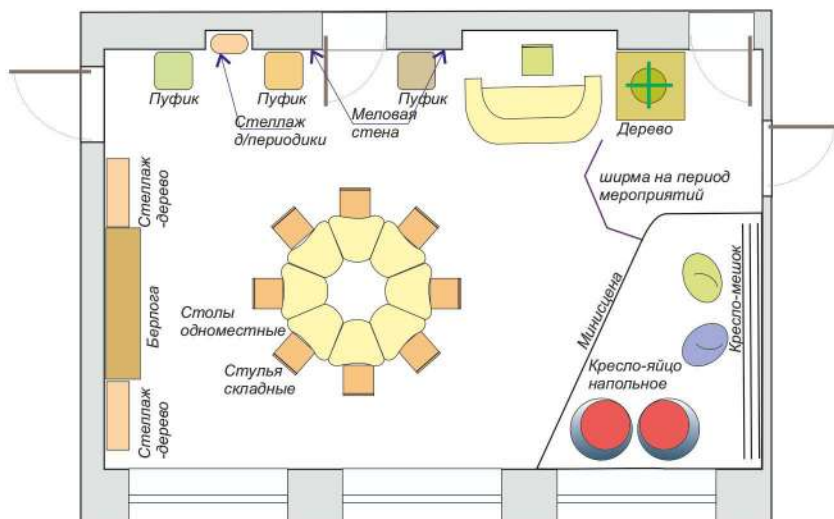 Пуфик
Пуфик
Пуфик
Стеллаж
д/периодики
Меловая
стена
Дерево
ширма на период
мероприятий
Стеллаж
-дерево
Берлога
Стеллаж
-дерево
Столы
одноместные
Стулья
складные
Минисцена
Кресло-мешок
Кресло-яйцо
напольное